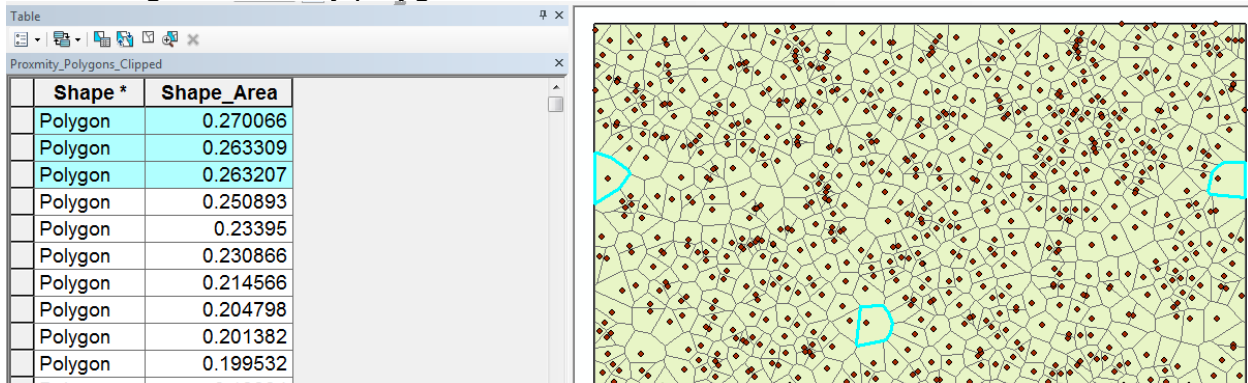 Table
Proxmity_Polygons_Clipped
Shape * Shape_Area
Polygon 0.270066
Polygon 0.263309
Polygon 0.263207
Polygon 0.250893
Polygon 0.23395
Polygon 0.230866
Polygon 0.214566
Polygon 0.204798
Polygon 0.201382
Polygon 0.199532